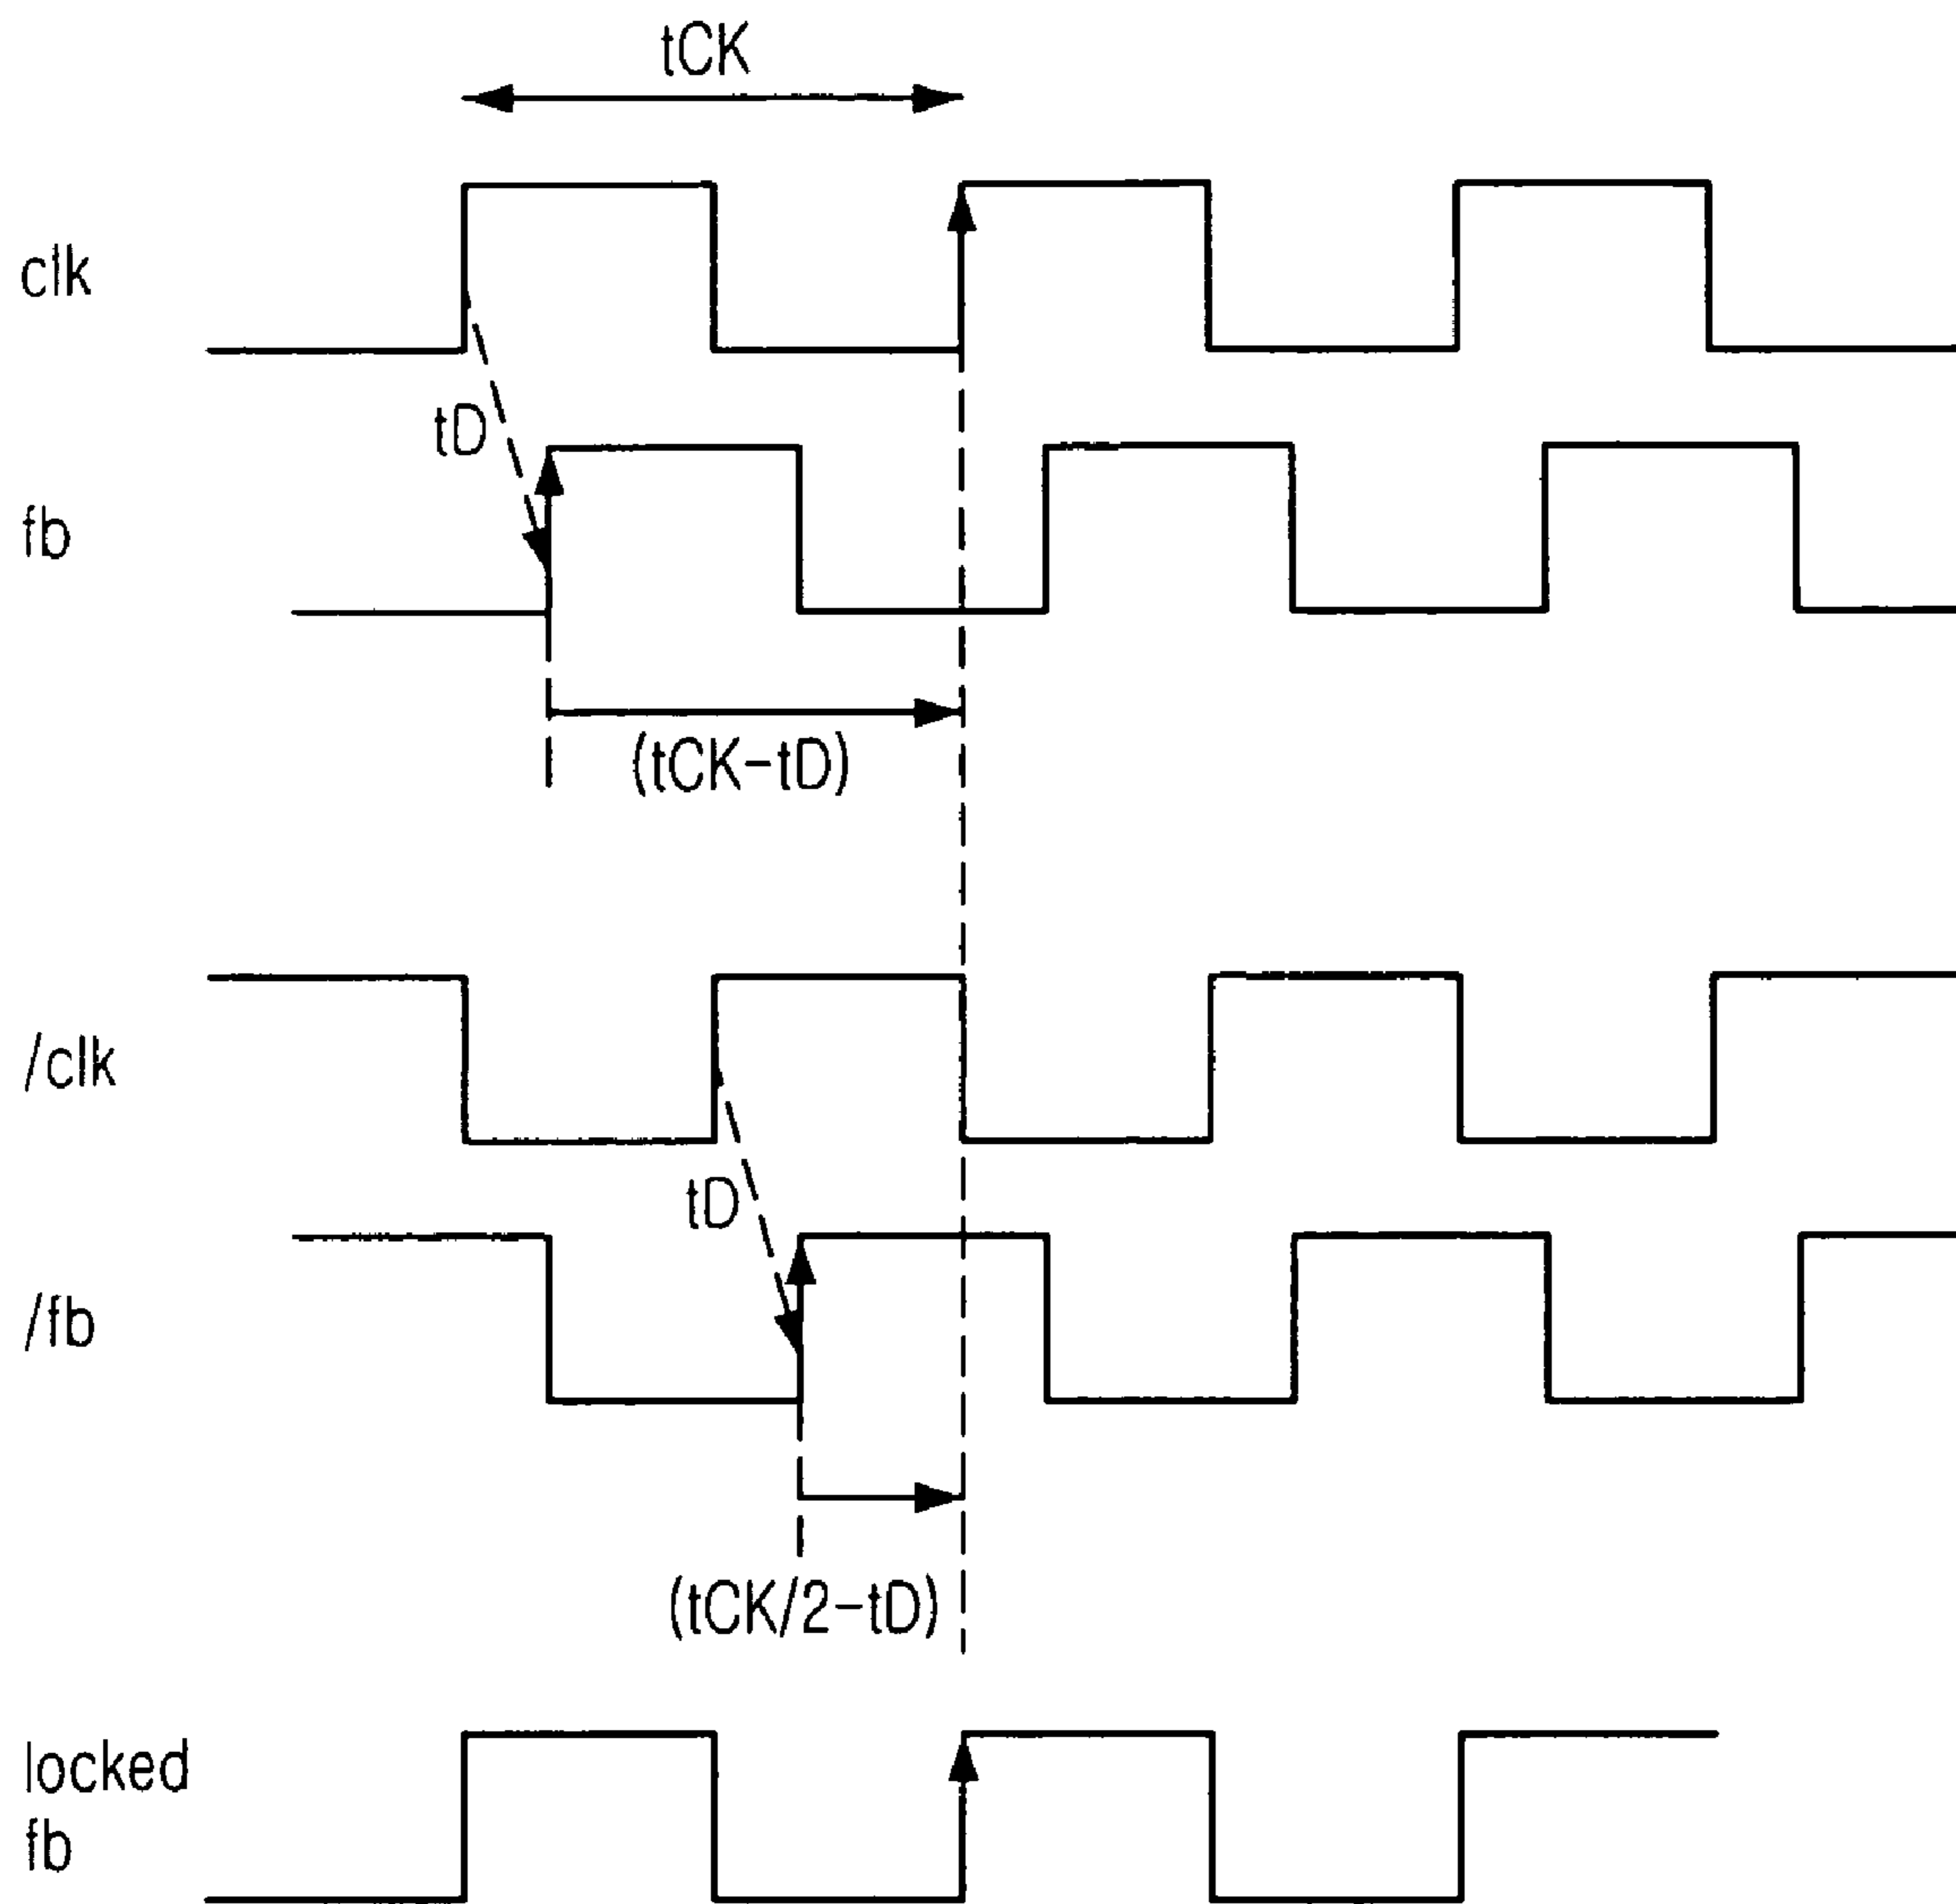 tCK
clk
tD
fb
(tCK-tD)
/clk
tD
/fb
(tCK/2-tD)
locked
fb